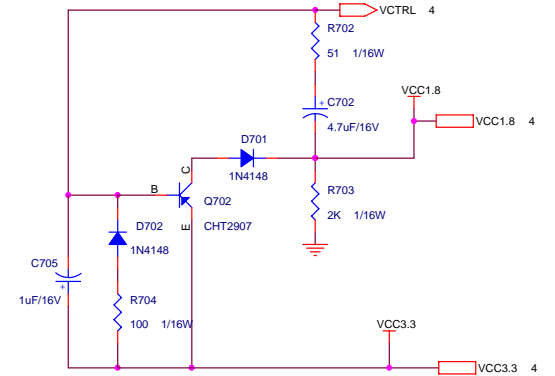 VCTRL 4
R702
51 1/16W
C702
4.7uF/16V
VCC1.8
VCC1.8 4
D701
1N4148
C
B
E
Q702
CHT2907
R703
2K 1/16W
D702
1N4148
C705
1uF/16V
R704
100 1/16W
VCC3.3
VCC3.3 4